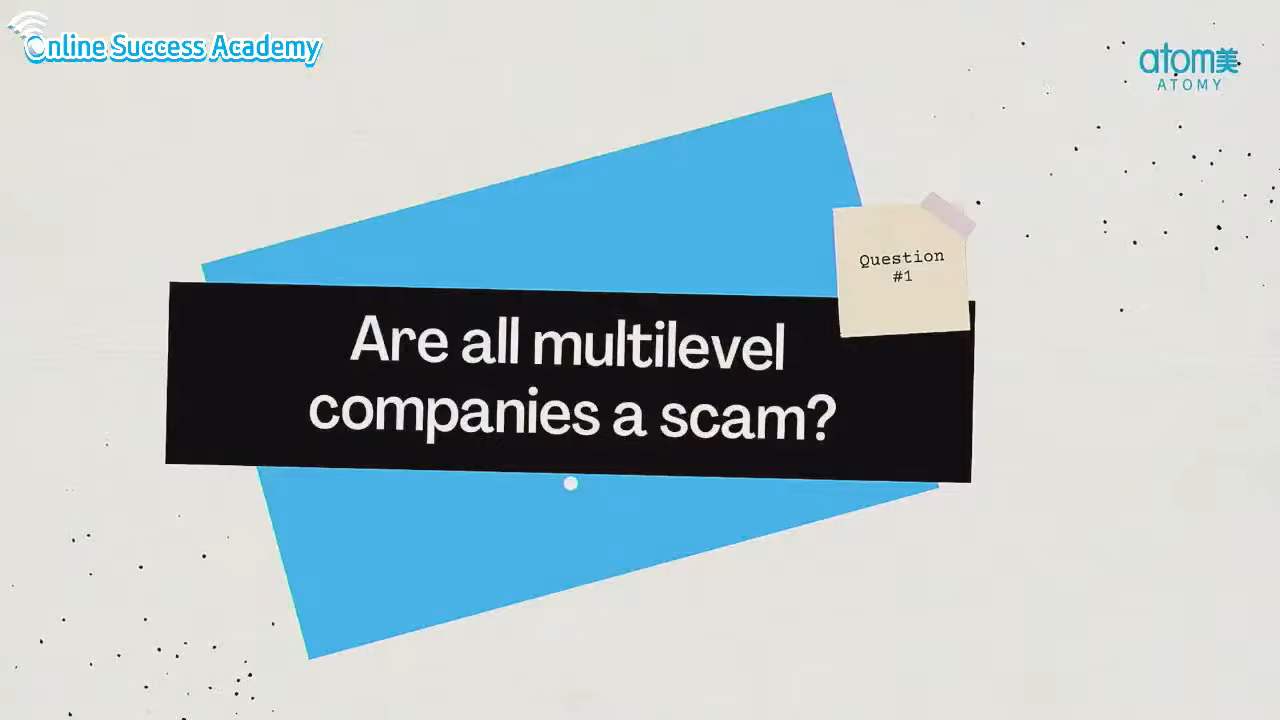 Online Success Academy
atom美
ATOMY
Question
#1
Are all multilevel
companies a scam?